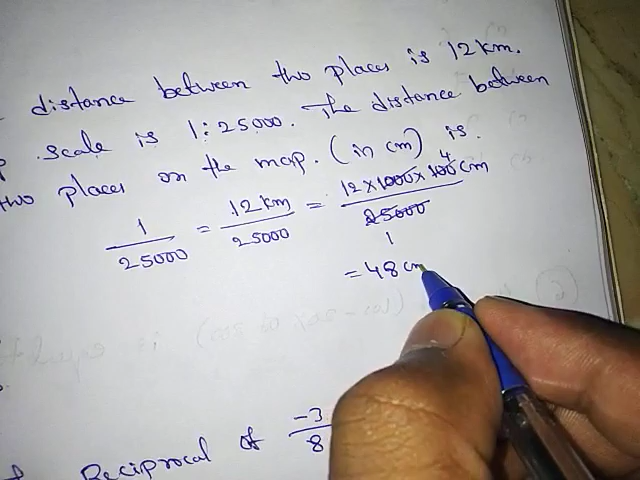 distance between two places is 12 km.
scale is 1:25000. The distance between
two places on the map. (in cm) is.
1/25000 = 12km/25000 = 12×1000×100 4 cm/25000 1
= 48 cm
Reciprocal of -3/8